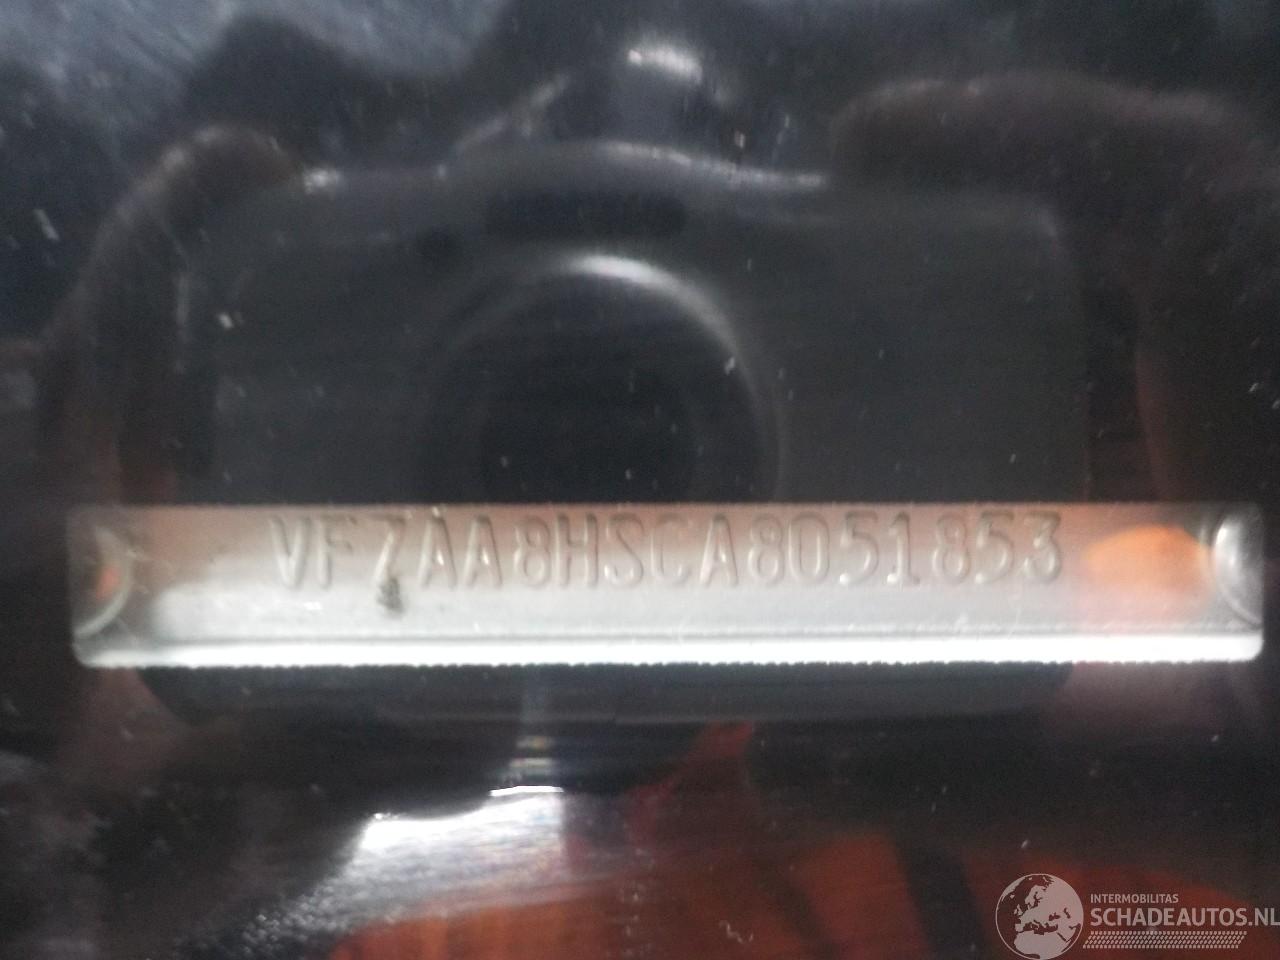 VF7AA8HSCA8051853
INTERMOBILITAS
SCHADEAUTOS.NL